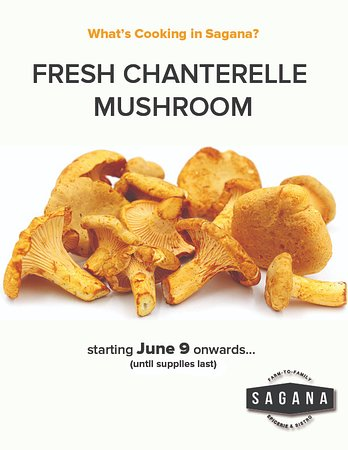 What's Cooking in Sagana?
FRESH CHANTERELLE
MUSHROOM
starting June 9 onwards...
(until supplies last)
FARM-TO-FAMILY
SAGANA
EPICERIE & BISTRO